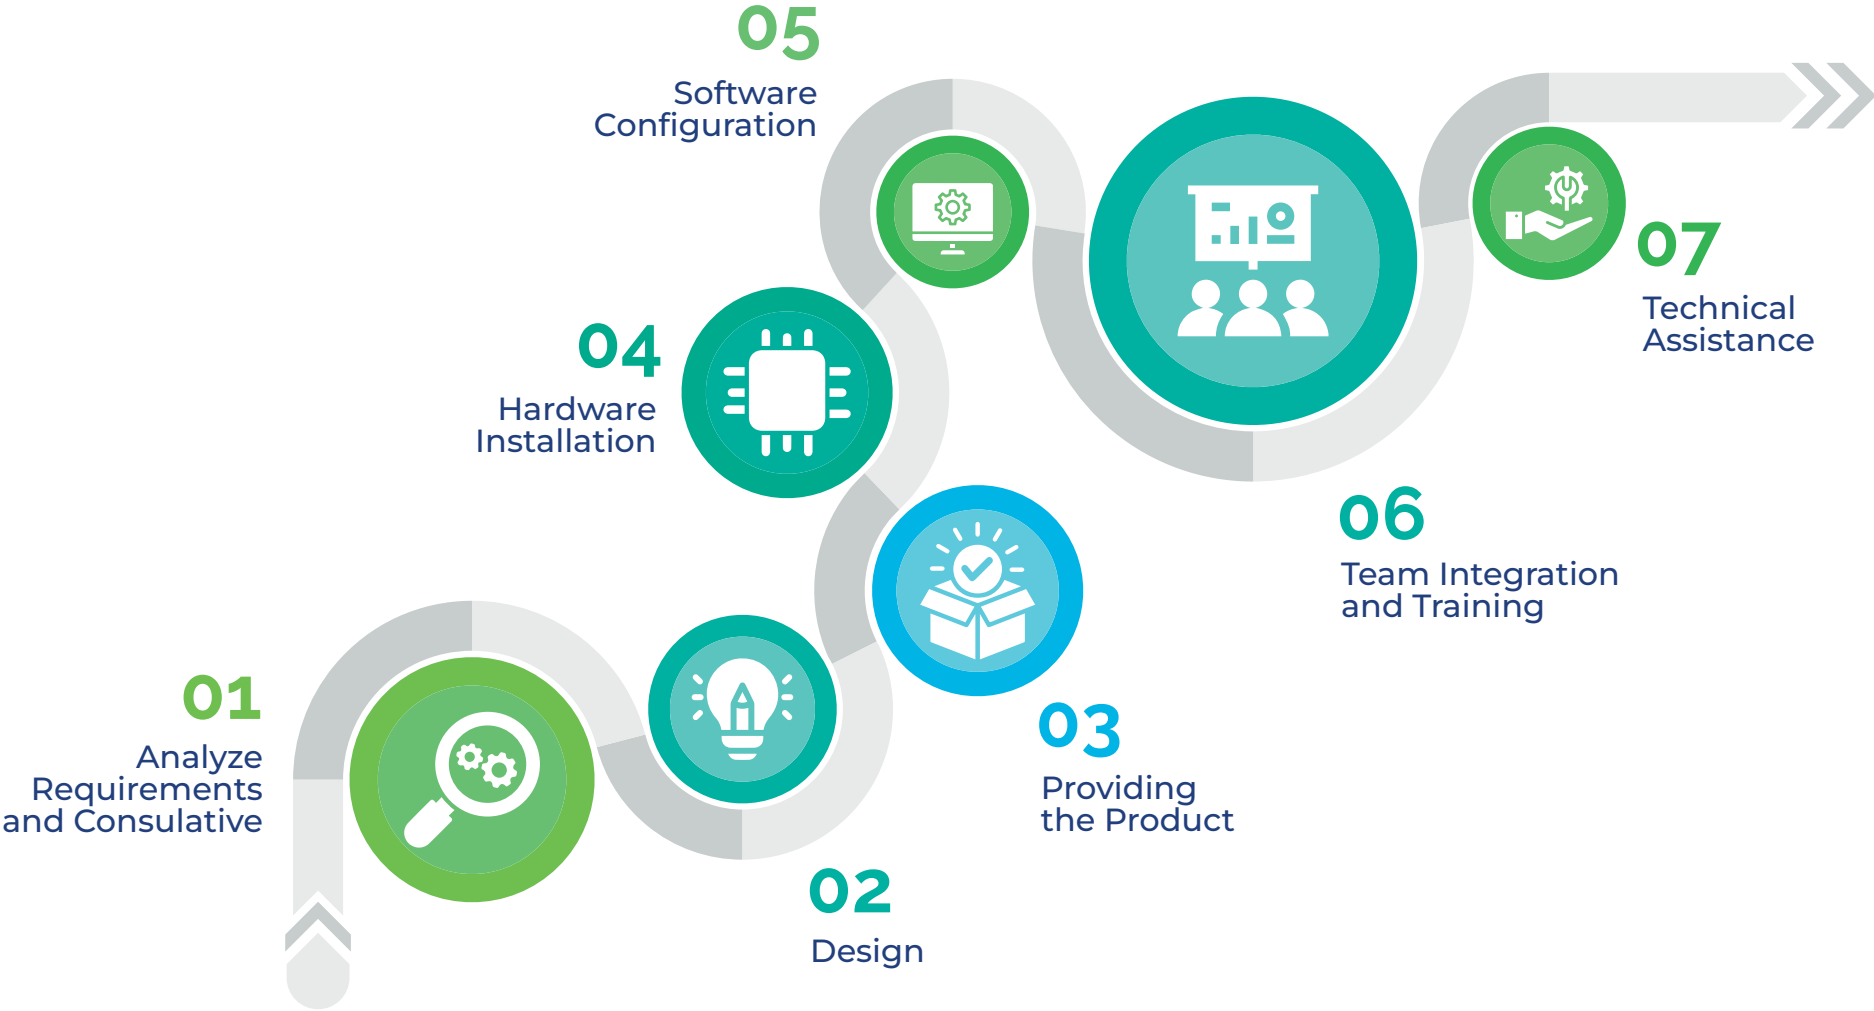 01
Analyze
Requirements
and Consulative
02
Design
03
Providing
the Product
04
Hardware
Installation
05
Software
Configuration
06
Team Integration
and Training
07
Technical
Assistance